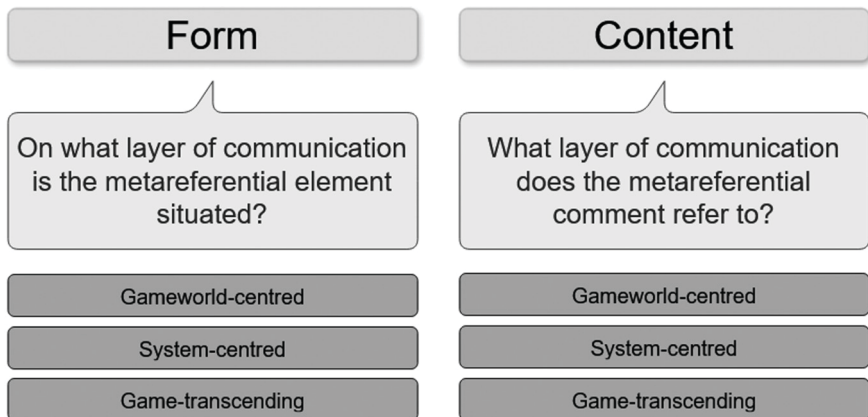 Form
On what layer of communication
is the metareferential element
situated?
Gameworld-centred
System-centred
Game-transcending
Content
What layer of communication
does the metareferential
comment refer to?
Gameworld-centred
System-centred
Game-transcending